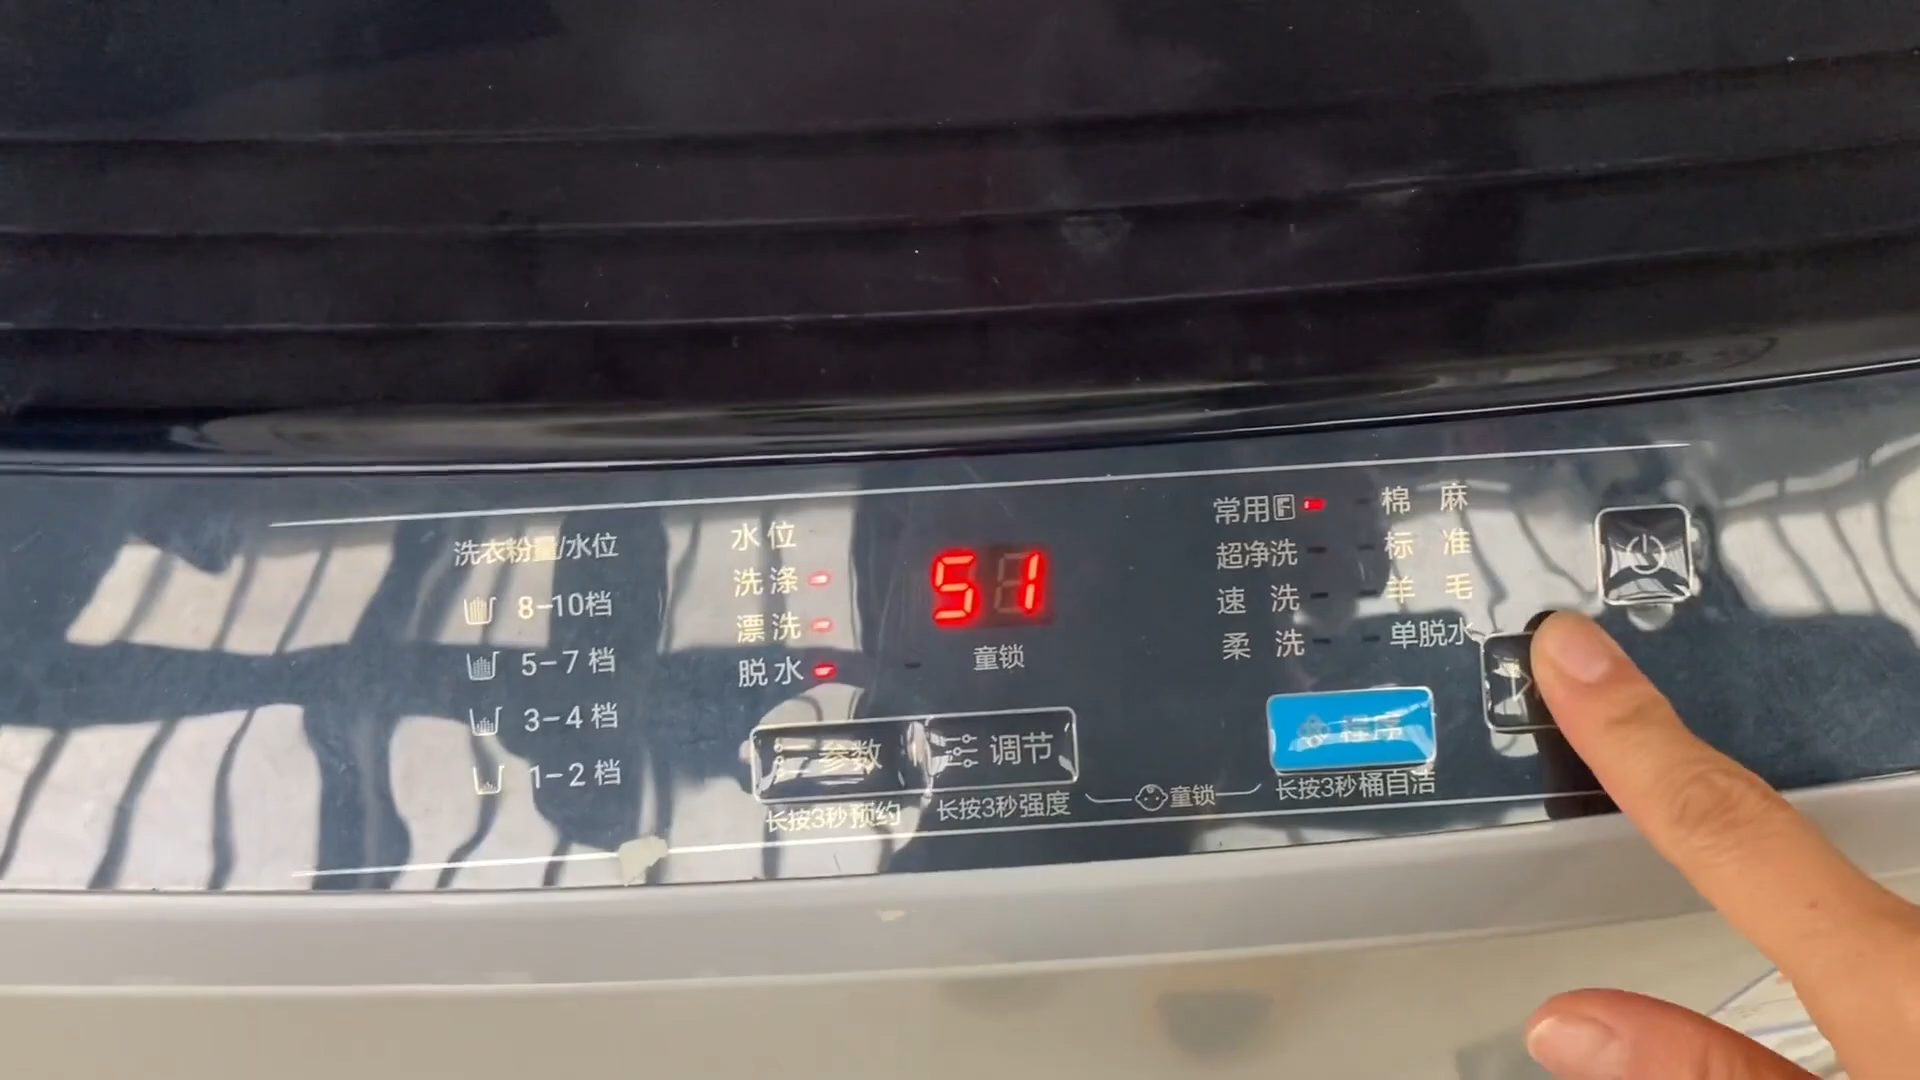 洗衣粉量/水位
8-10档
5-7 档
3-4 档
1-2 档
水位
洗涤
漂洗
脱水
51
童锁
参数
长按3秒预约
调节
长按3秒强度
童锁
常用F
超净洗
速 洗
柔 洗
棉 麻
标 准
羊 毛
单脱水
程序
长按3秒桶自洁